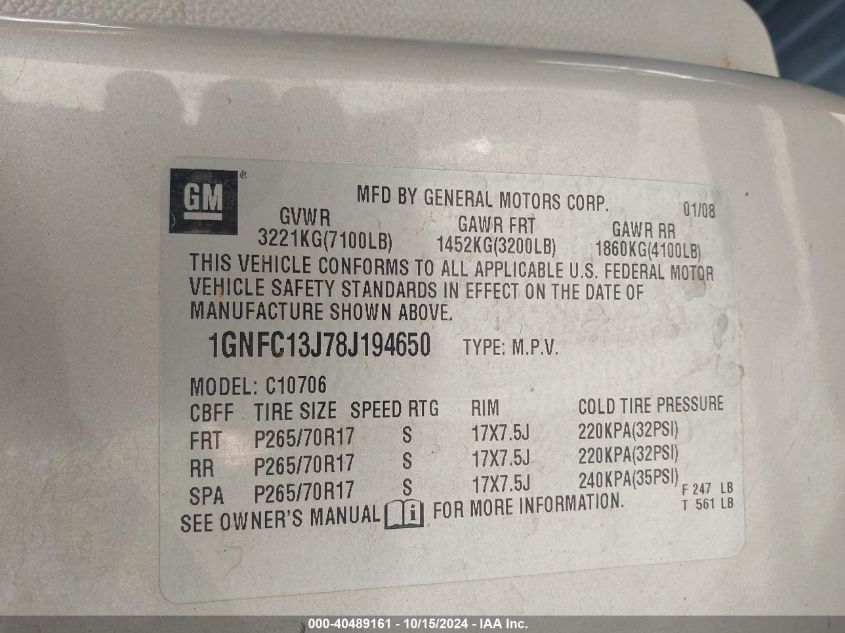 GM ®
MFD BY GENERAL MOTORS CORP. 01/08
GVWR GAWR FRT GAWR RR
3221KG(7100LB) 1452KG(3200LB) 1860KG(4100LB)
THIS VEHICLE CONFORMS TO ALL APPLICABLE U.S. FEDERAL MOTOR
VEHICLE SAFETY STANDARDS IN EFFECT ON THE DATE OF
MANUFACTURE SHOWN ABOVE.
1GNFC13J78J194650 TYPE: M.P.V.
MODEL: C10706
CBFF TIRE SIZE SPEED RTG RIM COLD TIRE PRESSURE
FRT P265/70R17 S 17X7.5J 220KPA(32PSI)
RR P265/70R17 S 17X7.5J 220KPA(32PSI)
SPA P265/70R17 S 17X7.5J 240KPA(35PSI)
F 247 LB
SEE OWNER'S MANUAL i FOR MORE INFORMATION. T 561 LB
000-40489161 - 10/15/2024 - IAA Inc.